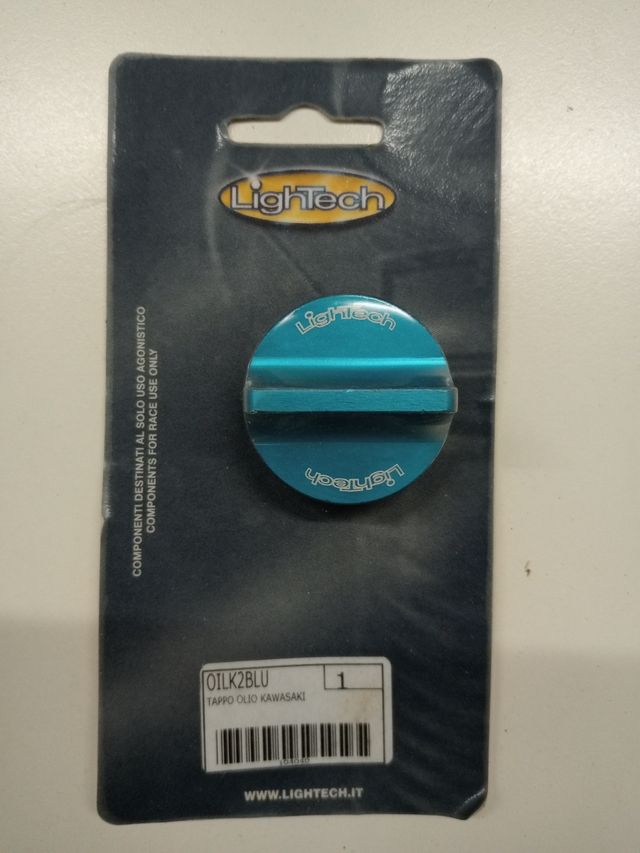 LighTech
LighTech
LighTech
COMPONENTI DESTINATI AL SOLO USO AGONISTICO
COMPONENTS FOR RACE USE ONLY
OILK2BLU
1
TAPPO OLIO KAWASAKI
164040
WWW.LIGHTECH.IT